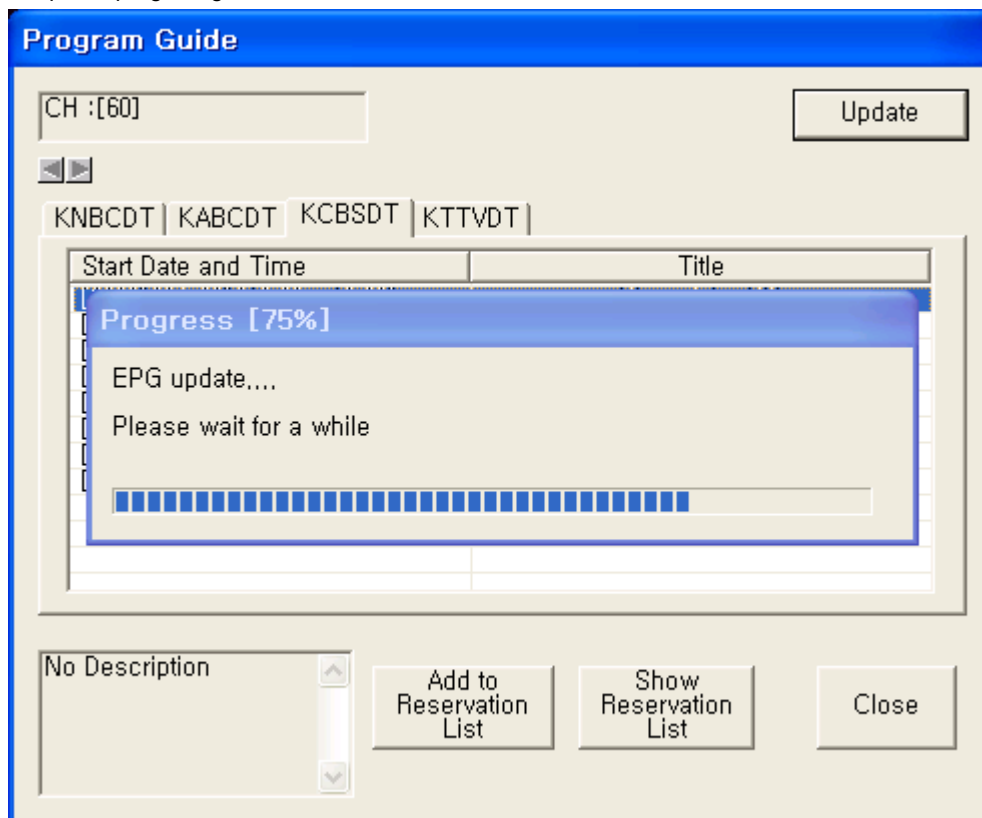 Program Guide
CH :[60]
Update
KNBCDT KABCDT KCBSDT KTTVDT
Start Date and Time Title
Progress [75%]
EPG update,,,,
Please wait for a while
No Description
Add to
Reservation
List
Show
Reservation
List
Close